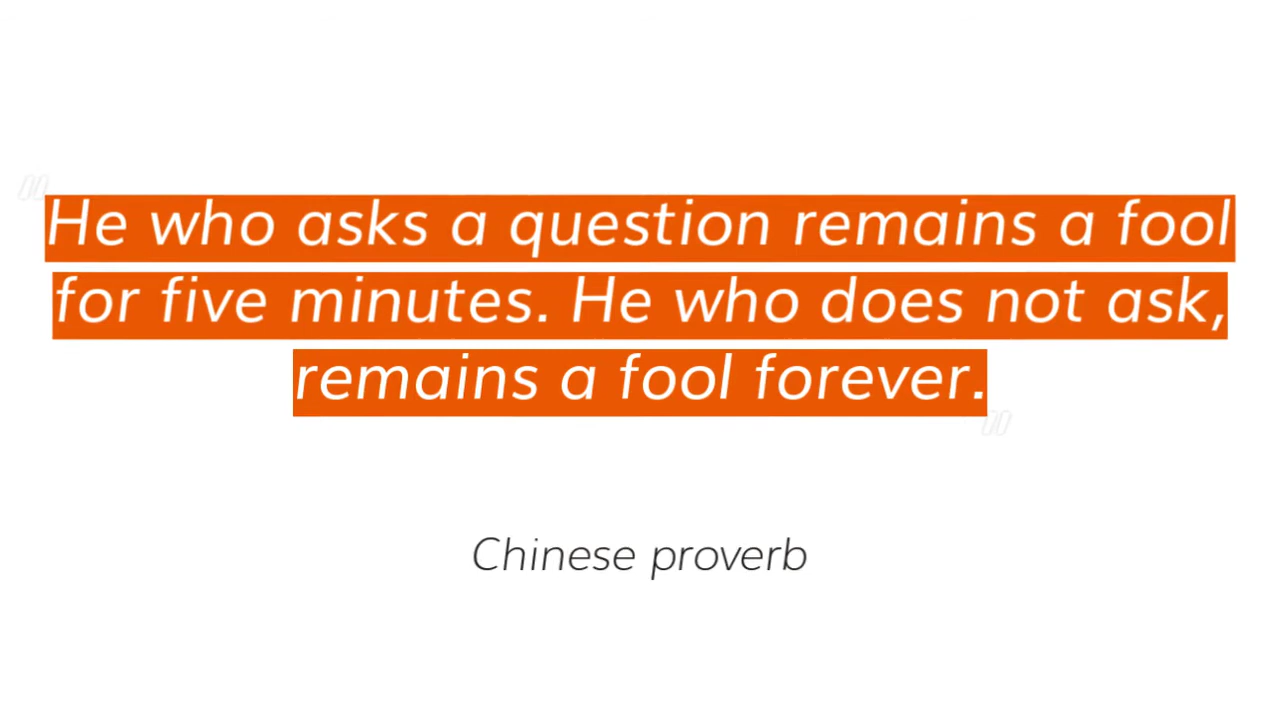 "He who asks a question remains a fool
for five minutes. He who does not ask,
remains a fool forever."
Chinese proverb